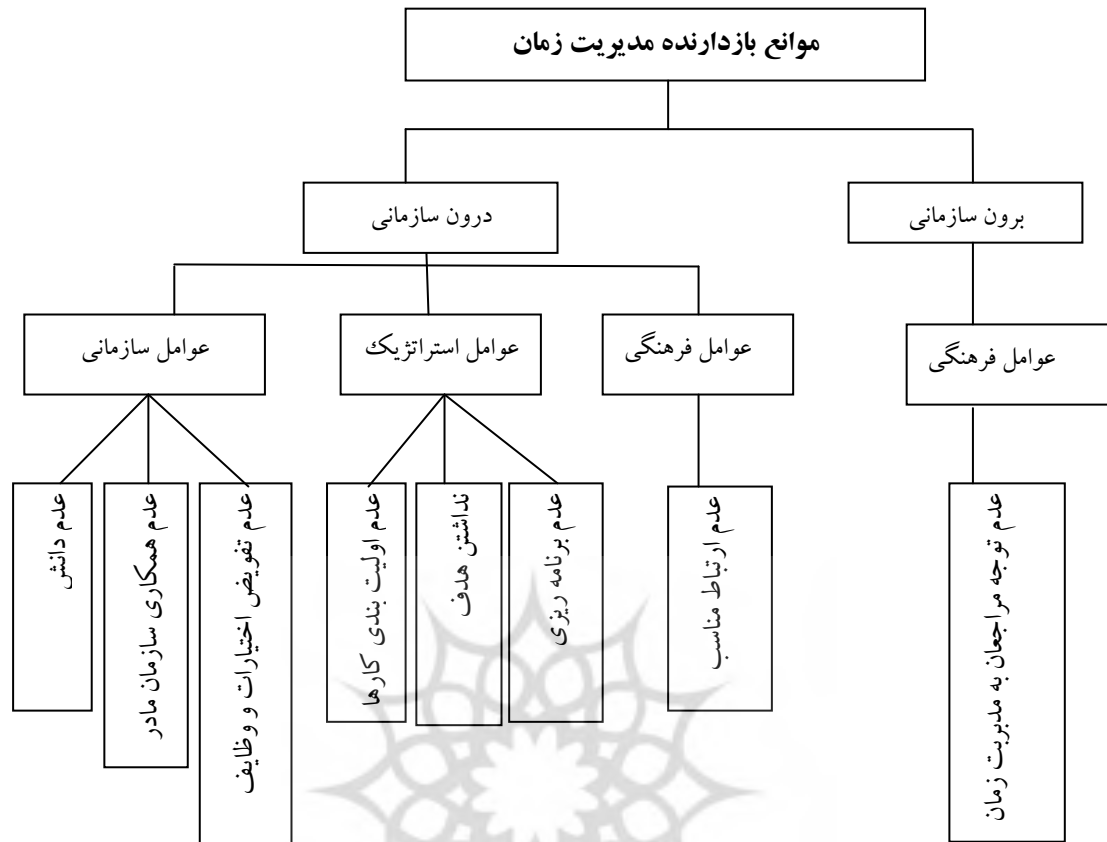 موانع بازدارنده مدیریت زمان
برون سازمانی
درون سازمانی
عوامل فرهنگی
عوامل فرهنگی
عوامل استراتژیک
عوامل سازمانی
عدم توجه مراجعان به مدیریت زمان
عدم ارتباط مناسب
عدم برنامه ریزی
نداشتن هدف
عدم اولیت بندی کارها
عدم تفویض اختیارات و وظایف
عدم همکاری سازمان مادر
عدم دانش